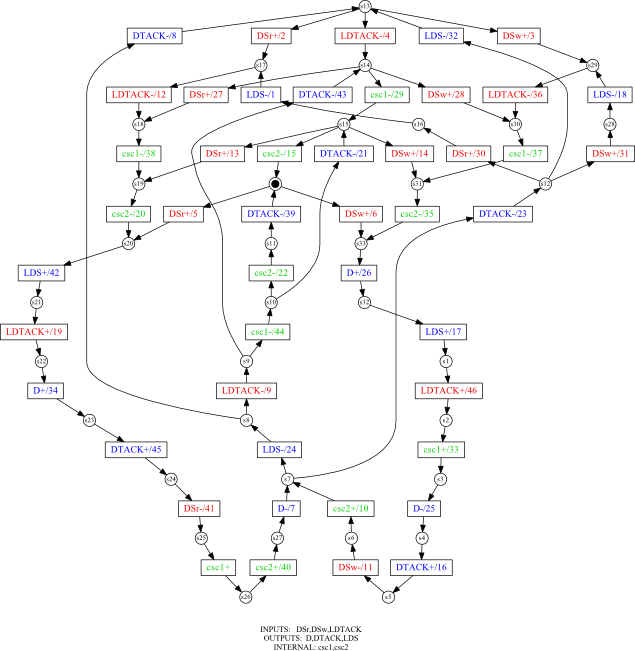 s13
DTACK-/8 DSr+/2 LDTACK-/4 LDS-/32 DSw+/3
s17 s14 s29
LDTACK-/12 DSr+/27 LDS-/1 DTACK-/43 csc1-/29 DSw+/28 LDTACK-/36 LDS-/18
s18 s15 s16 s30 s28
csc1-/38 DSr+/13 csc2-/15 DTACK-/21 DSw+/14 DSr+/30 csc1-/37 DSw+/31
s19 s31 s12
csc2-/20 DSr+/5 DTACK-/39 DSw+/6 csc2-/35 DTACK-/23
s20 s11 s33
LDS+/42 csc2-/22 D+/26
s21 s10 s32
LDTACK+/19 csc1-/44 LDS+/17
s22 s9 s1
D+/34 LDTACK-/9 LDTACK+/46
s23 s8 s2
DTACK+/45 LDS-/24 csc1+/33
s24 s7 s3
DSr-/41 D-/7 csc2+/10 D-/25
s25 s27 s6 s4
csc1+ csc2+/40 DSw-/11 DTACK+/16
s26 s5
INPUTS: DSr,DSw,LDTACK
OUTPUTS: D,DTACK,LDS
INTERNAL: csc1,csc2